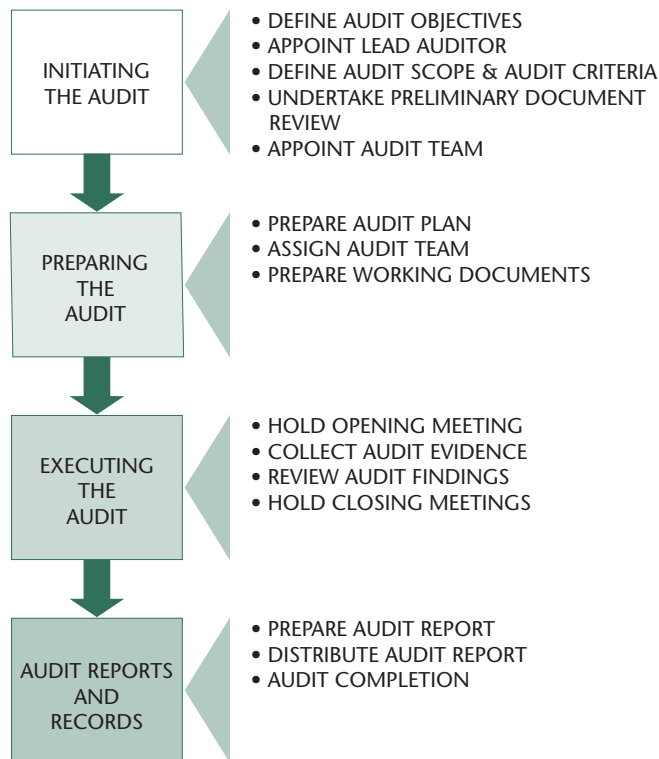 INITIATING
THE AUDIT
• DEFINE AUDIT OBJECTIVES
• APPOINT LEAD AUDITOR
• DEFINE AUDIT SCOPE & AUDIT CRITERIA
• UNDERTAKE PRELIMINARY DOCUMENT
REVIEW
• APPOINT AUDIT TEAM
PREPARING
THE
AUDIT
• PREPARE AUDIT PLAN
• ASSIGN AUDIT TEAM
• PREPARE WORKING DOCUMENTS
EXECUTING
THE
AUDIT
• HOLD OPENING MEETING
• COLLECT AUDIT EVIDENCE
• REVIEW AUDIT FINDINGS
• HOLD CLOSING MEETINGS
AUDIT REPORTS
AND
RECORDS
• PREPARE AUDIT REPORT
• DISTRIBUTE AUDIT REPORT
• AUDIT COMPLETION